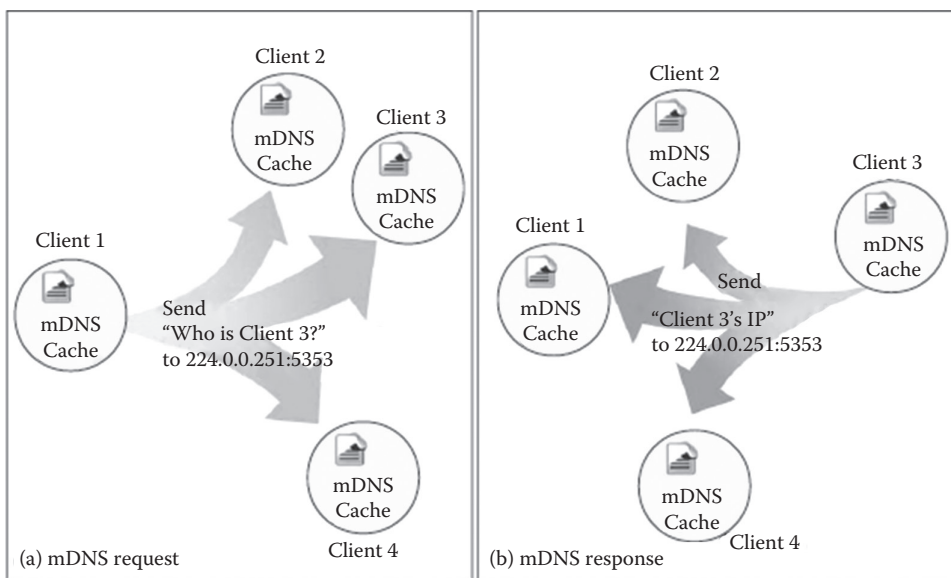 Client 2
mDNS
Cache
Client 3
mDNS
Cache
Client 1
mDNS
Cache
Send
“Who is Client 3?”
to 224.0.0.251:5353
mDNS
Cache
Client 4
(a) mDNS request
Client 2
mDNS
Cache
Client 3
mDNS
Cache
Client 1
mDNS
Cache
Send
“Client 3’s IP”
to 224.0.0.251:5353
mDNS
Cache
Client 4
(b) mDNS response